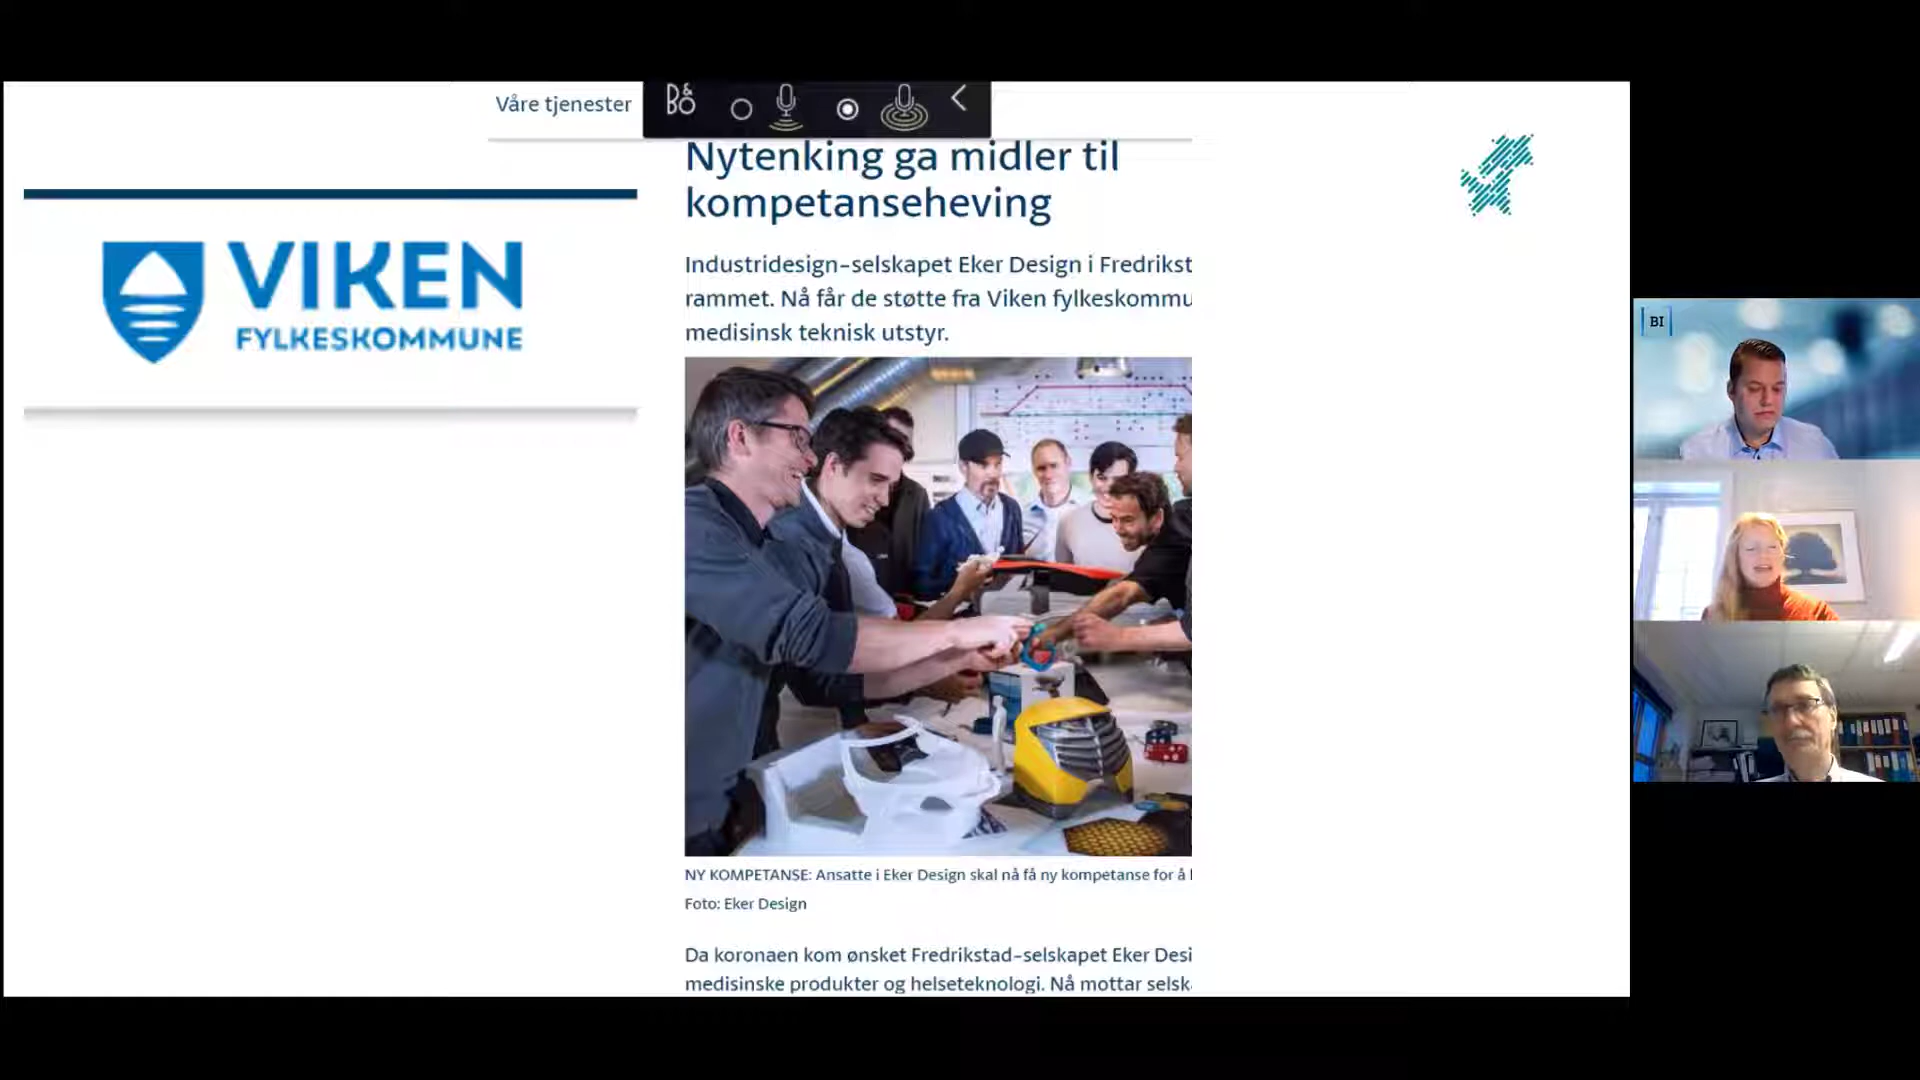 Våre tjenester
B&O
VIKEN
FYLKESKOMMUNE
Nytenking ga midler til
kompetanseheving
Industridesign-selskapet Eker Design i Fredrikst
rammet. Nå får de støtte fra Viken fylkeskommu
medisinsk teknisk utstyr.
NY KOMPETANSE: Ansatte i Eker Design skal nå få ny kompetanse for å
Foto: Eker Design
Da koronaen kom ønsket Fredrikstad-selskapet Eker Desi
medisinske produkter og helseteknologi. Nå mottar selsk
BI